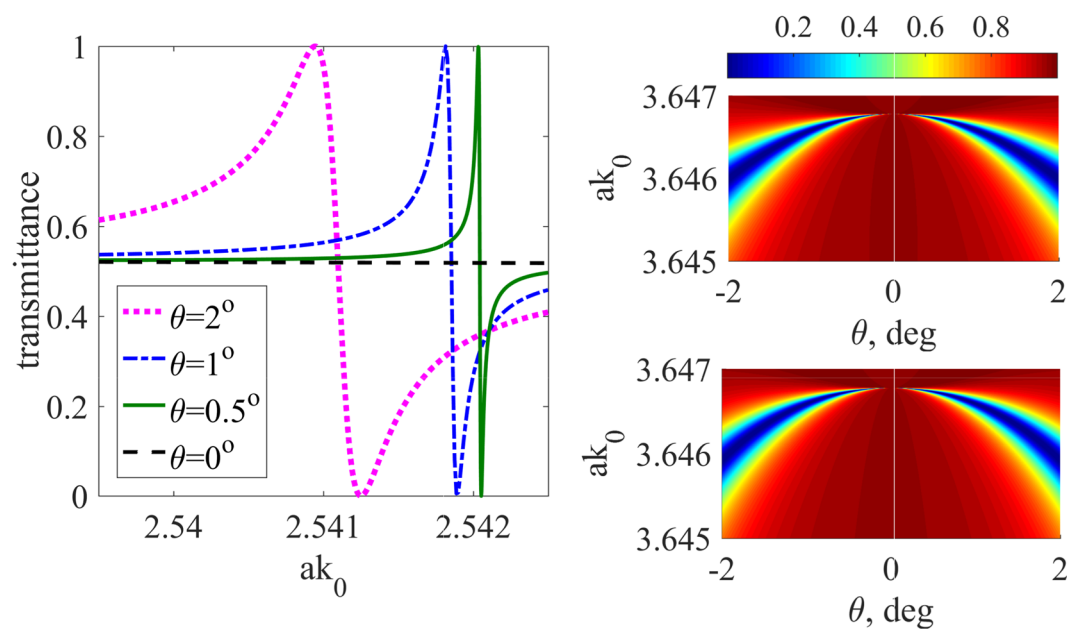 transmittance
1
0.8
0.6
0.4
0.2
0
θ=2°
θ=1°
θ=0.5°
θ=0°
2.54 2.541 2.542
ak₀
0.2 0.4 0.6 0.8
ak₀
3.647
3.646
3.645
-2 0 2
θ, deg
ak₀
3.647
3.646
3.645
-2 0 2
θ, deg